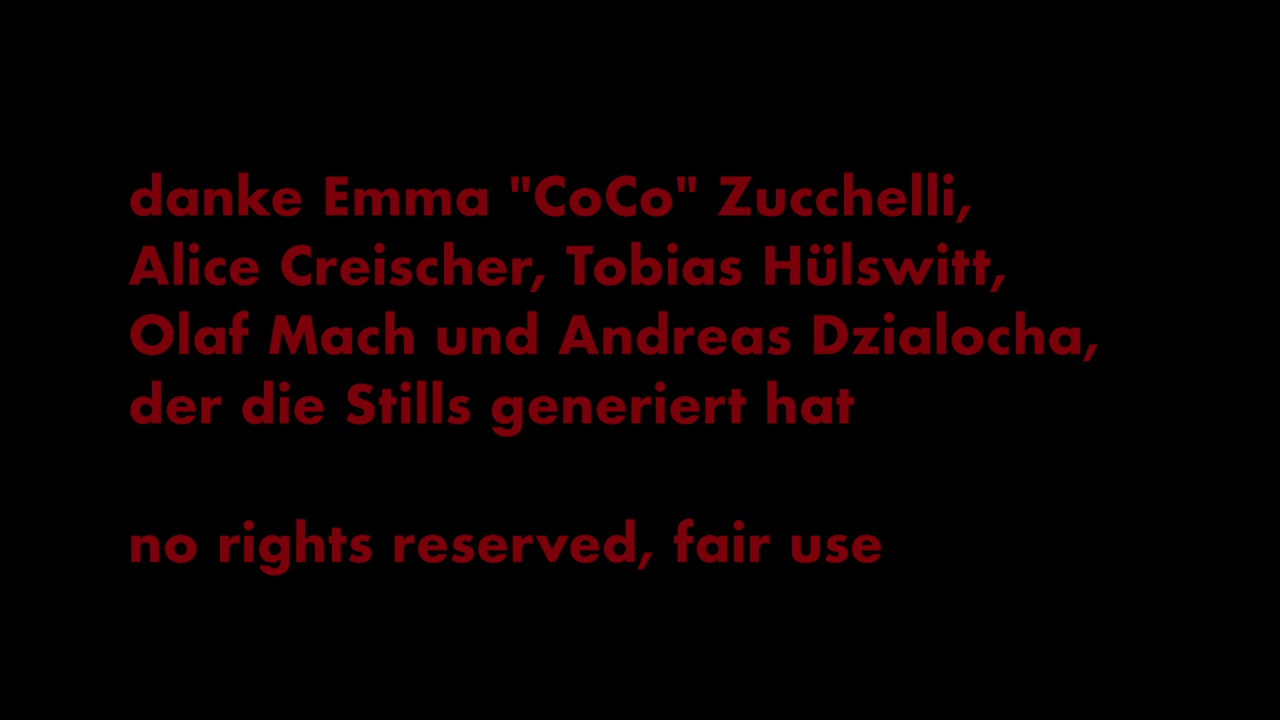 danke Emma "CoCo" Zucchelli,
Alice Creischer, Tobias Hülswitt,
Olaf Mach und Andreas Dzialocha,
der die Stills generiert hat
no rights reserved, fair use